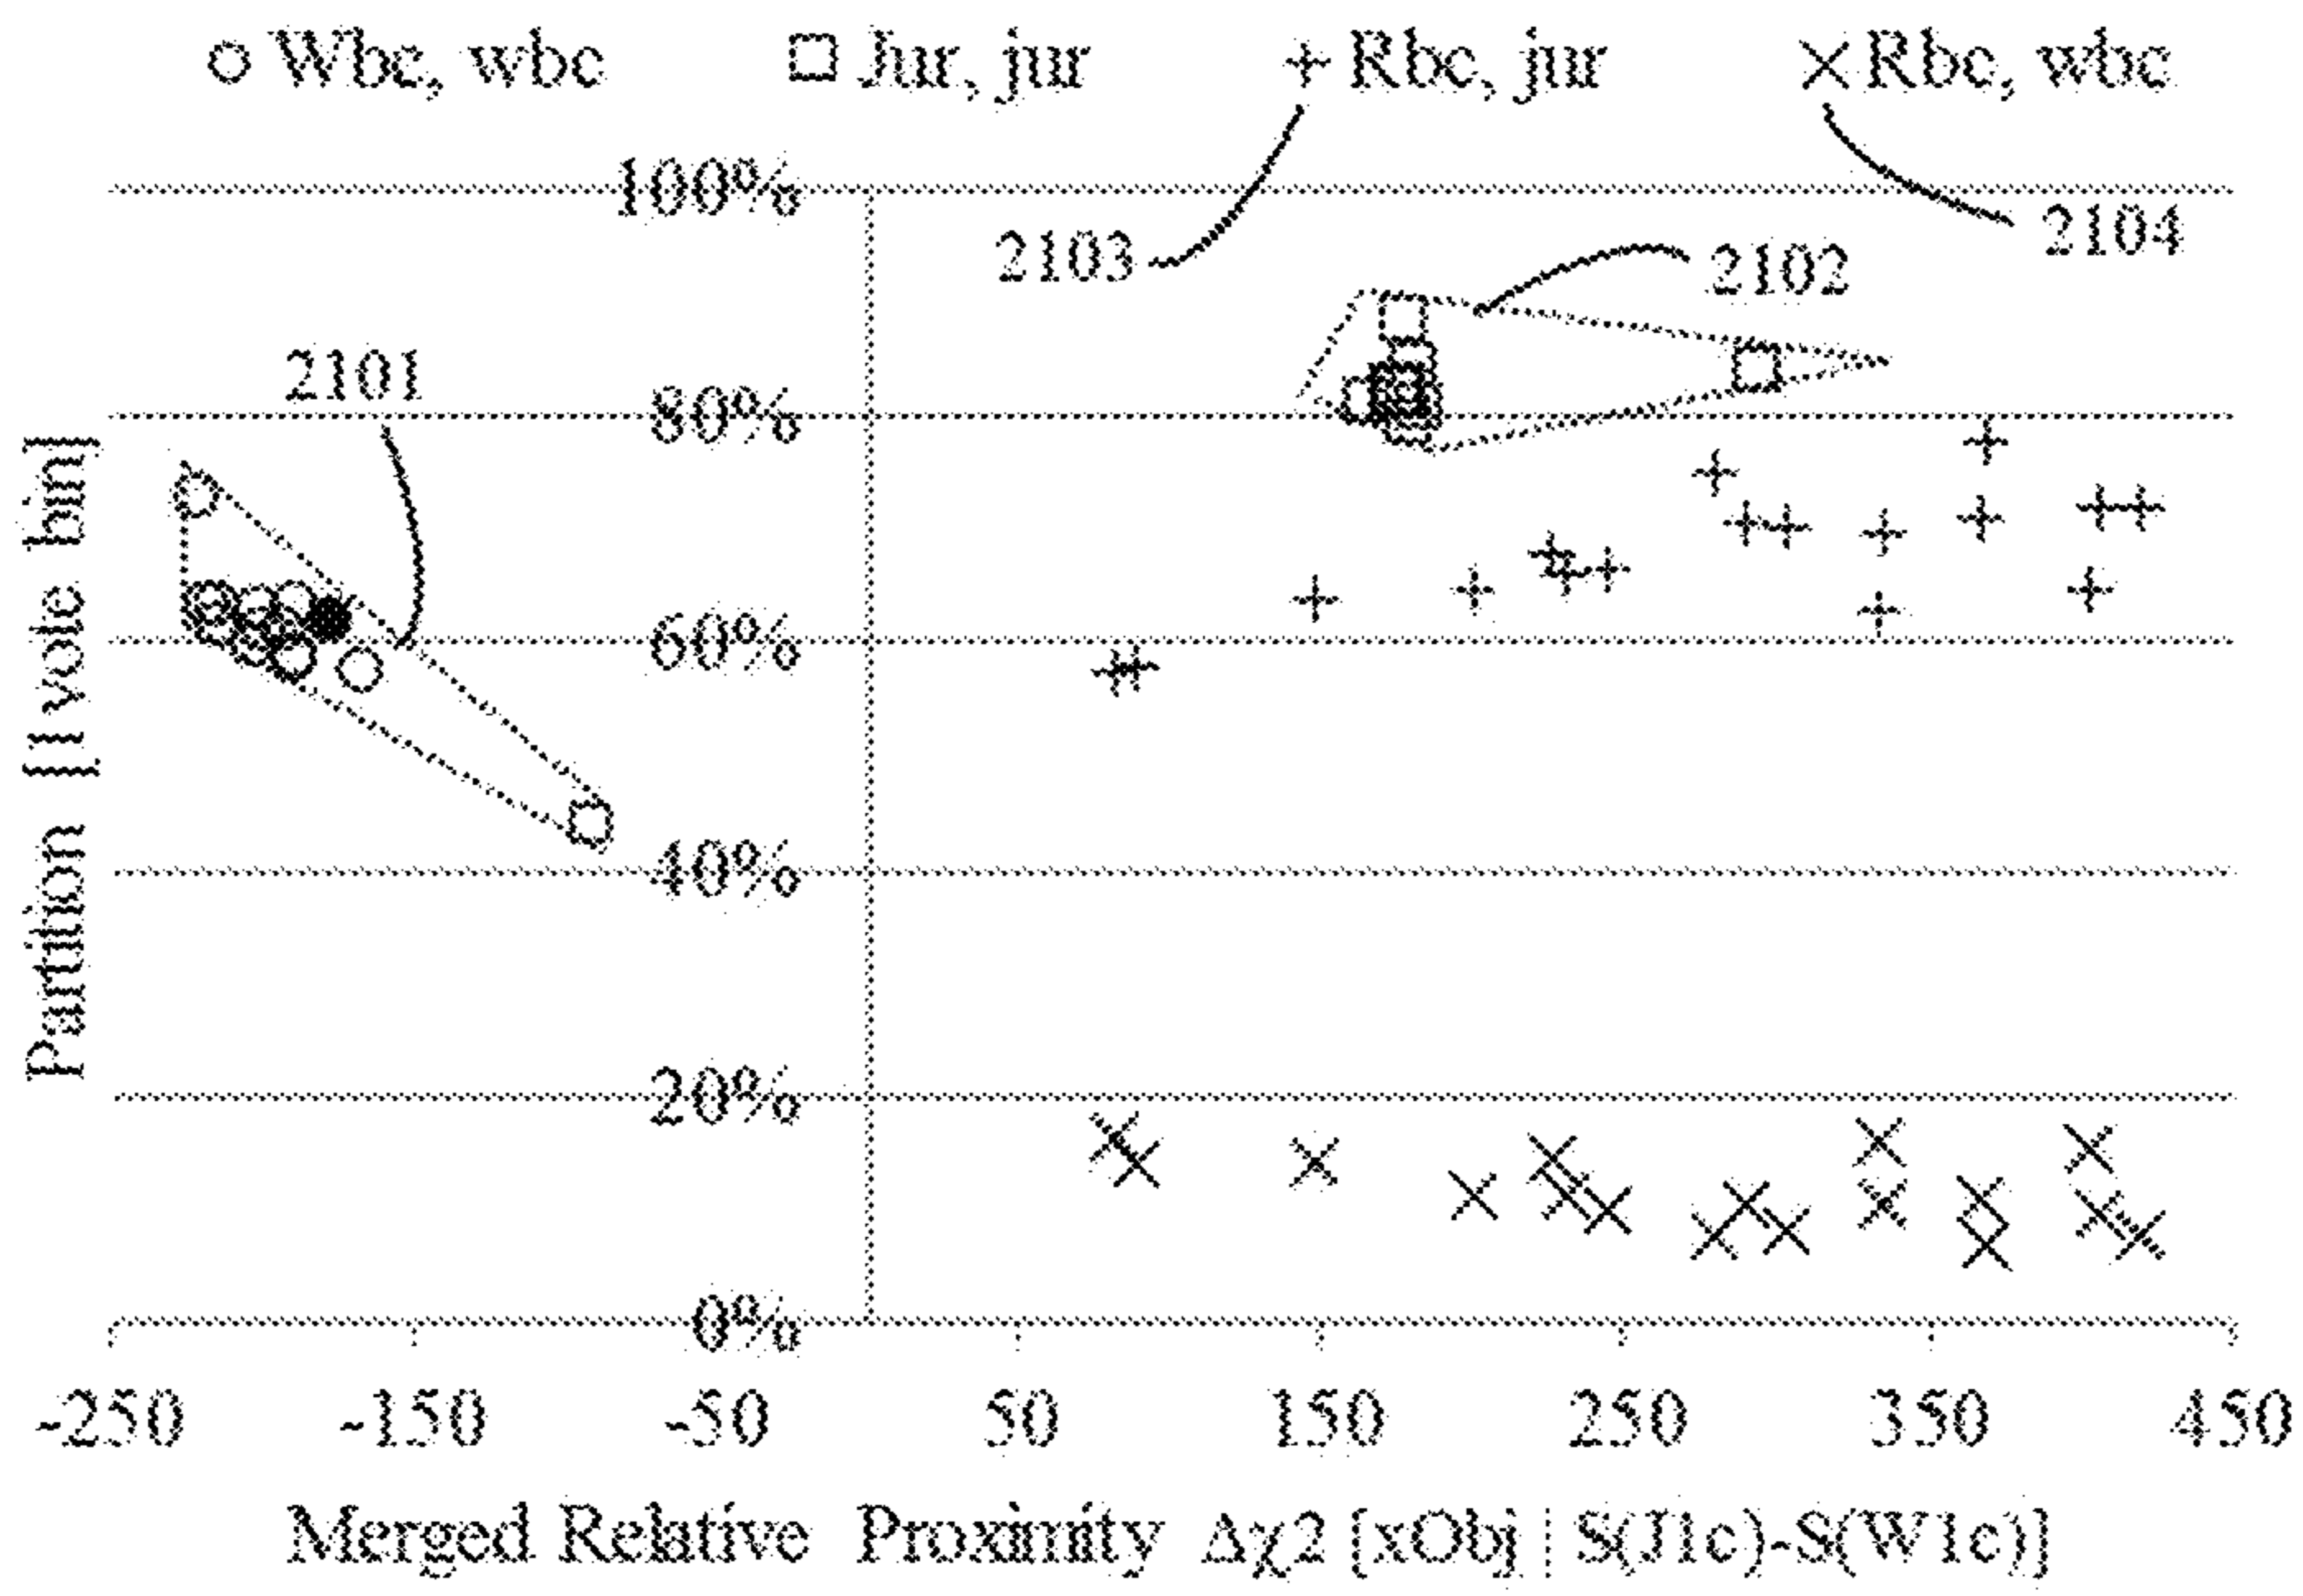 Wbc, wbc Jur, jur Rbc, jur Rbc, wbc
100%
2103 2102 2104
2101
80%
60%
40%
20%
0%
Partition [1 vote bin]
-250 -150 -50 50 150 250 350 450
Merged Relative Proximity Δχ2 [xObj | S(J1c)-S(W1c)]